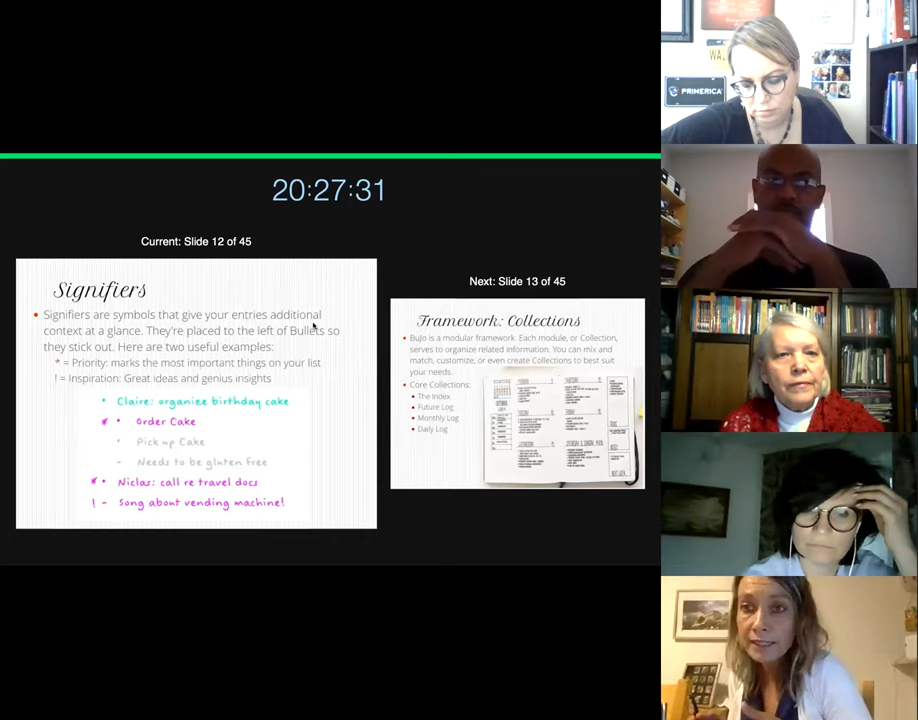 20:27:31
Current: Slide 12 of 45
Signifiers
• Signifiers are symbols that give your entries additional
context at a glance. They're placed to the left of Bullets so
they stick out. Here are two useful examples:
* = Priority: marks the most important things on your list
! = Inspiration: Great ideas and genius insights
• Claire: organize birthday cake
* • Order Cake
• Pick up Cake
– Needs to be gluten free
* • Niclas: call re travel docs
! – Song about vending machine!
Next: Slide 13 of 45
Framework: Collections
• BuJo is a modular framework. Each module, or Collection,
serves to organize related information. You can mix and
match, customize, or even create Collections to best suit
your needs.
• Core Collections:
• The Index
• Future Log
• Monthly Log
• Daily Log
PRIMERICA